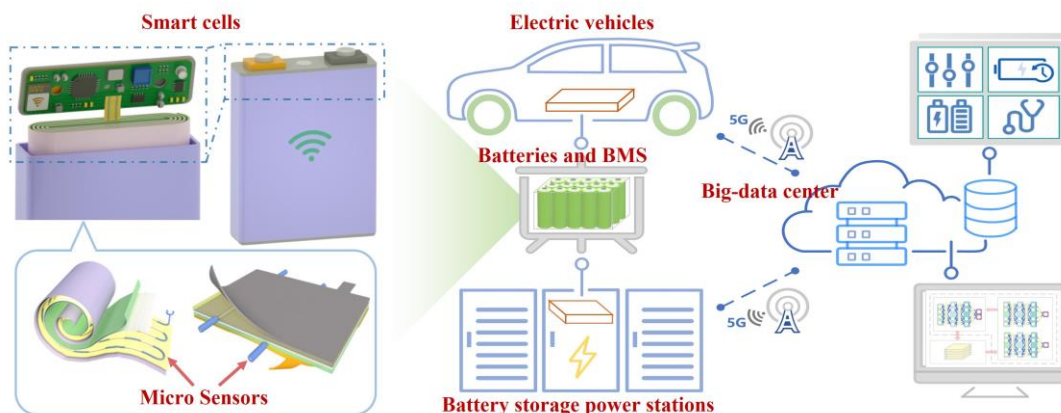 Smart cells
Electric vehicles
5G
Batteries and BMS
Big-data center
5G
Micro Sensors
Battery storage power stations